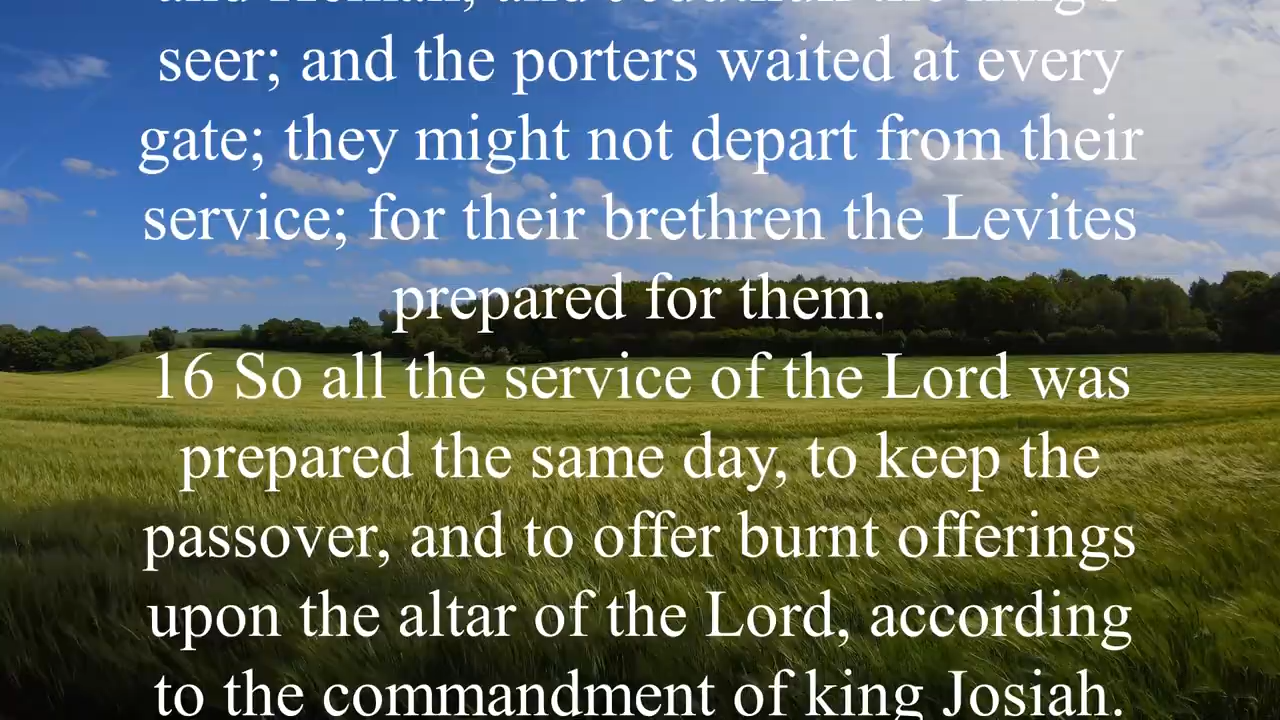 seer; and the porters waited at every
gate; they might not depart from their
service; for their brethren the Levites
prepared for them.
16 So all the service of the Lord was
prepared the same day, to keep the
passover, and to offer burnt offerings
upon the altar of the Lord, according
to the commandment of king Josiah.